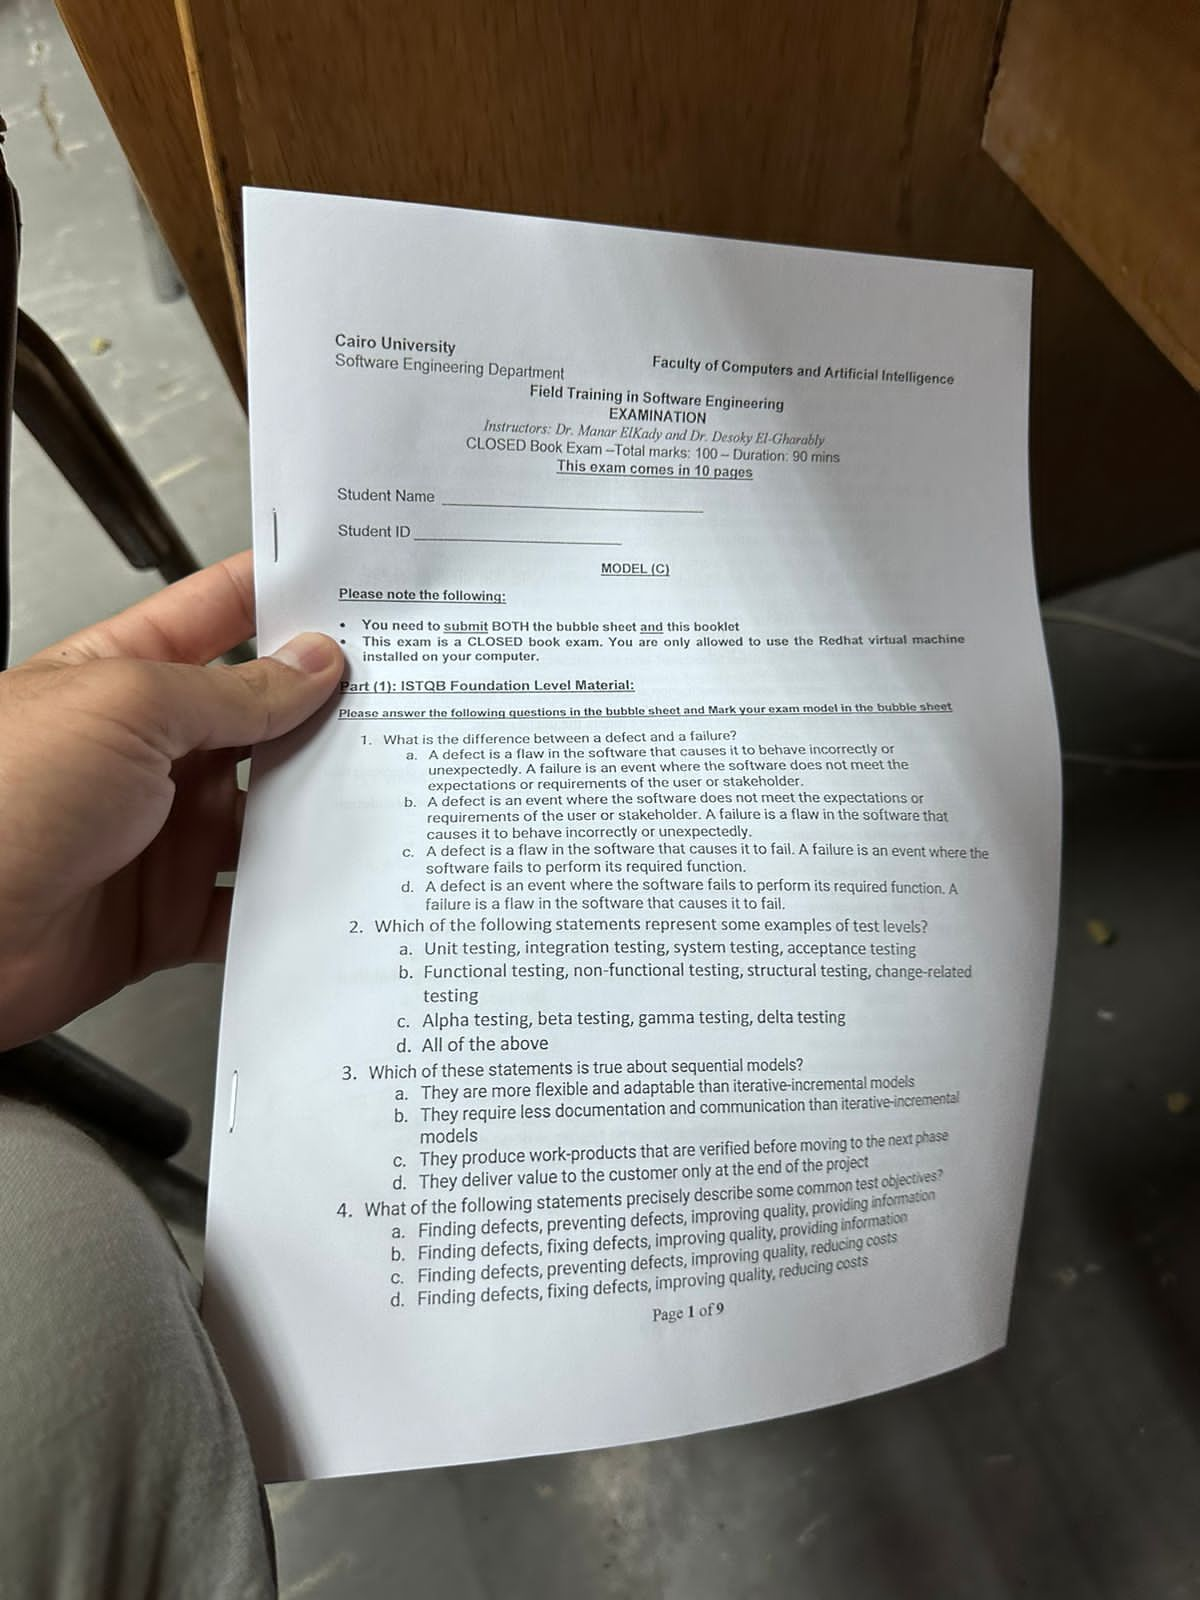 Cairo University
Software Engineering Department
Faculty of Computers and Artificial Intelligence
Field Training in Software Engineering
EXAMINATION
Instructors: Dr. Manar ElKady and Dr. Desoky El-Gharably
CLOSED Book Exam –Total marks: 100 – Duration: 90 mins
This exam comes in 10 pages
Student Name
Student ID
MODEL (C)
Please note the following:
• You need to submit BOTH the bubble sheet and this booklet
• This exam is a CLOSED book exam. You are only allowed to use the Redhat virtual machine
installed on your computer.
Part (1): ISTQB Foundation Level Material:
Please answer the following questions in the bubble sheet and Mark your exam model in the bubble sheet
1. What is the difference between a defect and a failure?
a. A defect is a flaw in the software that causes it to behave incorrectly or
unexpectedly. A failure is an event where the software does not meet the
expectations or requirements of the user or stakeholder.
b. A defect is an event where the software does not meet the expectations or
requirements of the user or stakeholder. A failure is a flaw in the software that
causes it to behave incorrectly or unexpectedly.
c. A defect is a flaw in the software that causes it to fail. A failure is an event where the
software fails to perform its required function.
d. A defect is an event where the software fails to perform its required function. A
failure is a flaw in the software that causes it to fail.
2. Which of the following statements represent some examples of test levels?
a. Unit testing, integration testing, system testing, acceptance testing
b. Functional testing, non-functional testing, structural testing, change-related
testing
c. Alpha testing, beta testing, gamma testing, delta testing
d. All of the above
3. Which of these statements is true about sequential models?
a. They are more flexible and adaptable than iterative-incremental models
b. They require less documentation and communication than iterative-incremental
models
c. They produce work-products that are verified before moving to the next phase
d. They deliver value to the customer only at the end of the project
4. What of the following statements precisely describe some common test objectives?
a. Finding defects, preventing defects, improving quality, providing information
b. Finding defects, fixing defects, improving quality, providing information
c. Finding defects, preventing defects, improving quality, reducing costs
d. Finding defects, fixing defects, improving quality, reducing costs
Page 1 of 9